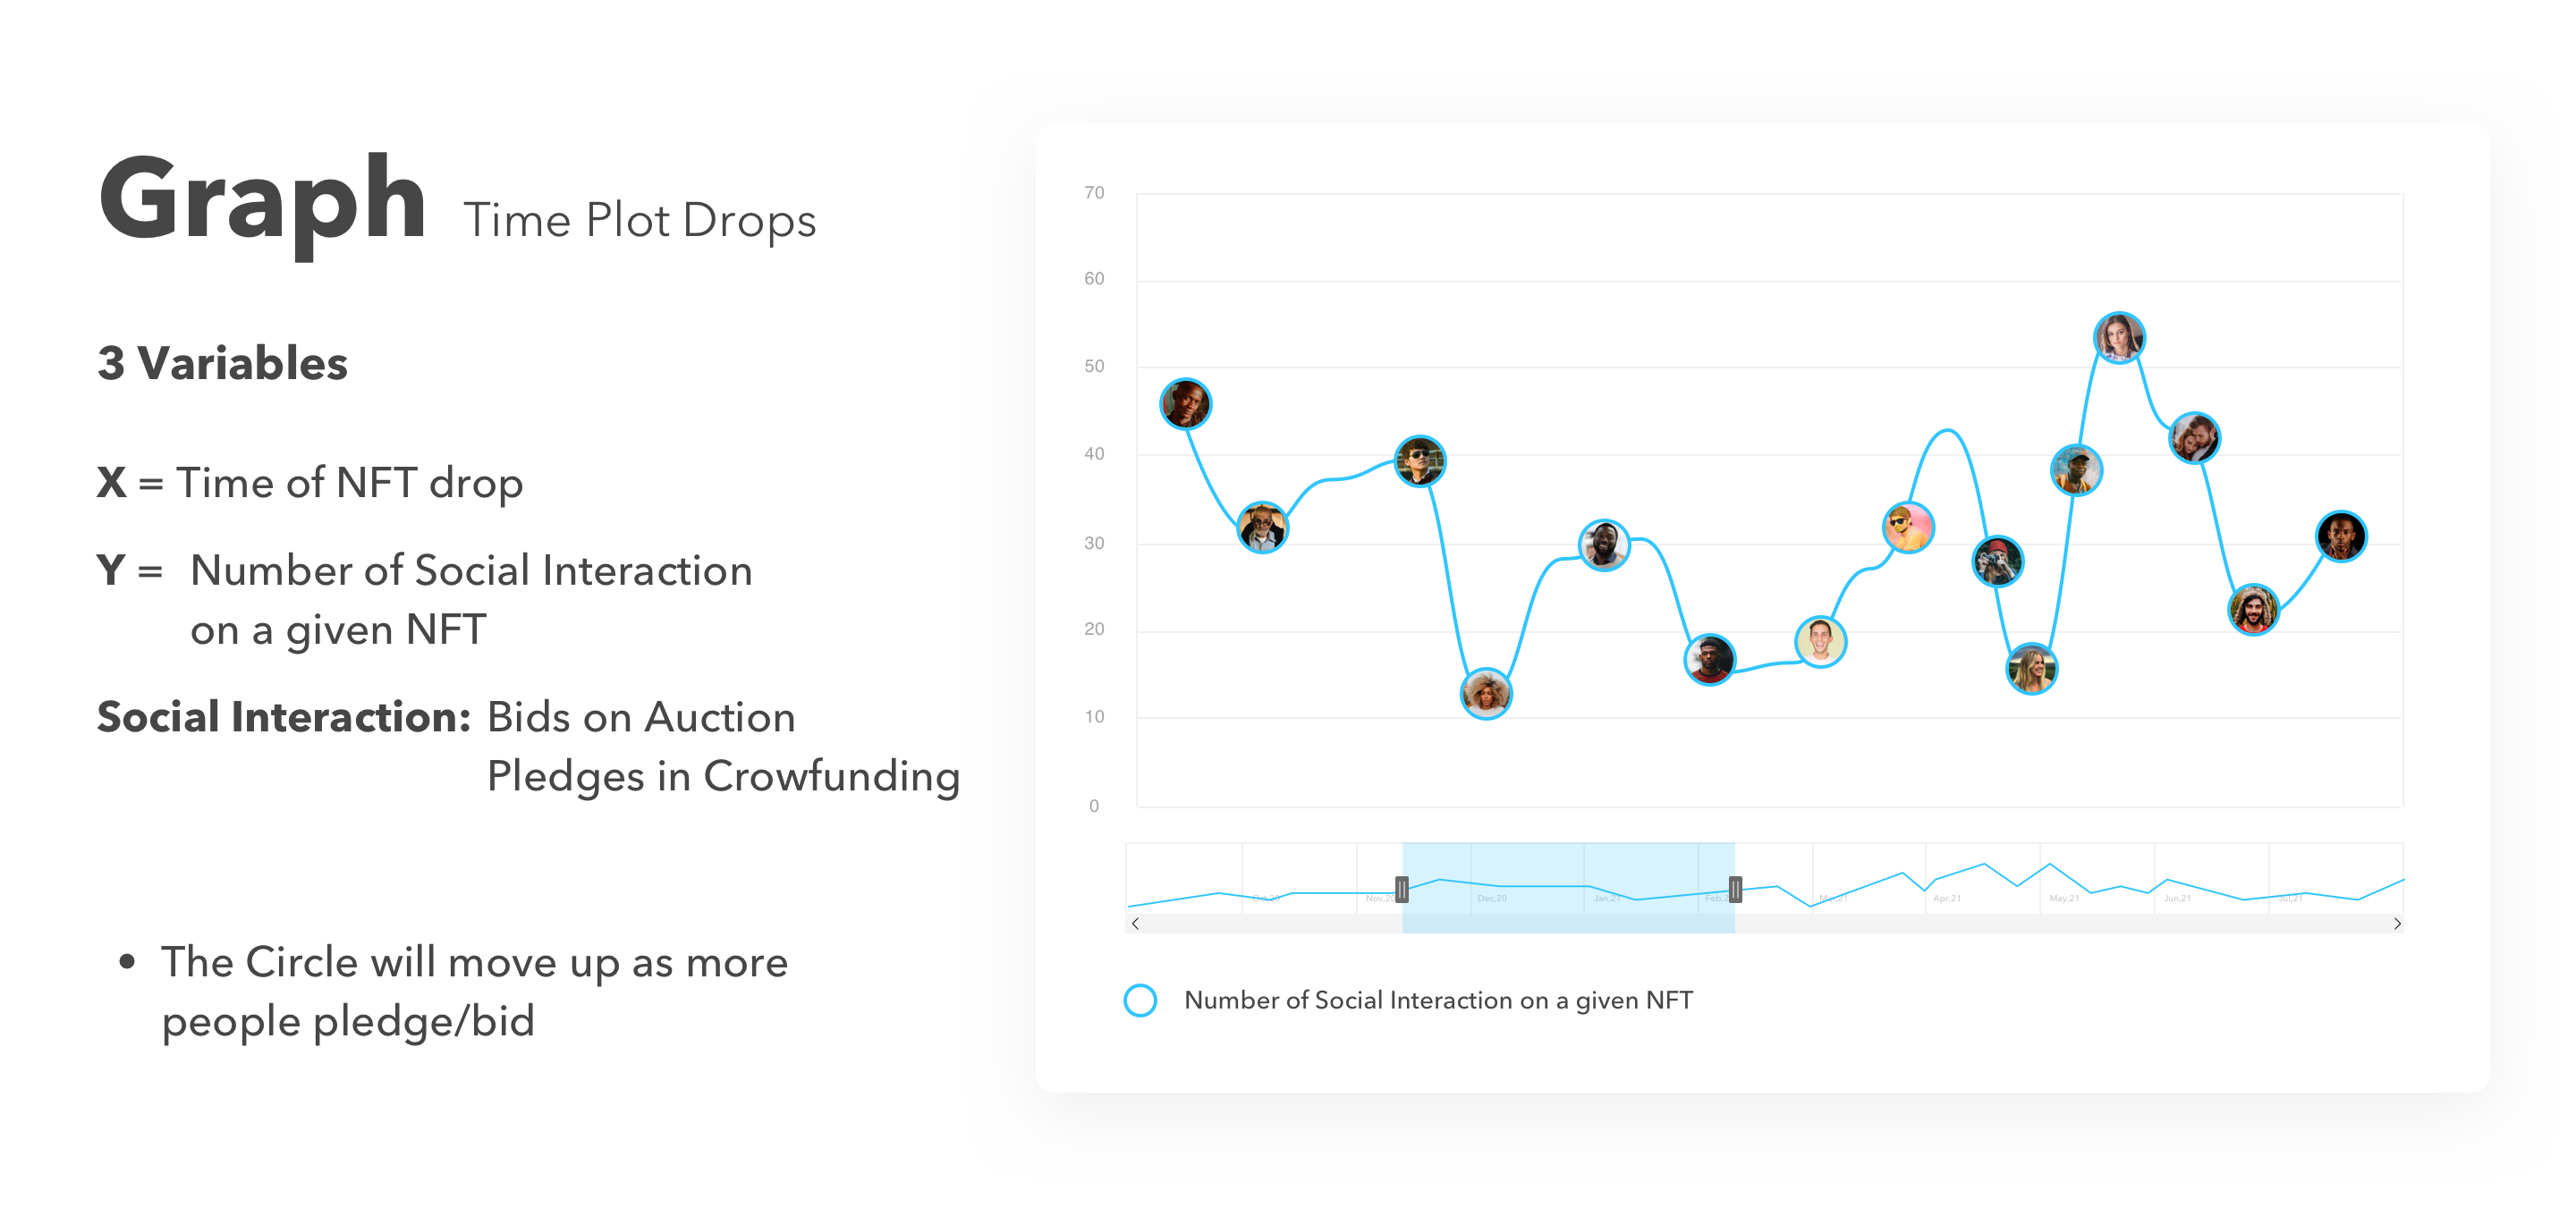 Graph Time Plot Drops
3 Variables
X = Time of NFT drop
Y = Number of Social Interaction
on a given NFT
Social Interaction: Bids on Auction
Pledges in Crowfunding
• The Circle will move up as more
people pledge/bid
70
60
50
40
30
20
10
0
Oct,20 Nov,20 Dec,20 Jan,21 Feb,2 Apr,21 May,21 Jun,21 Jul,21
Number of Social Interaction on a given NFT